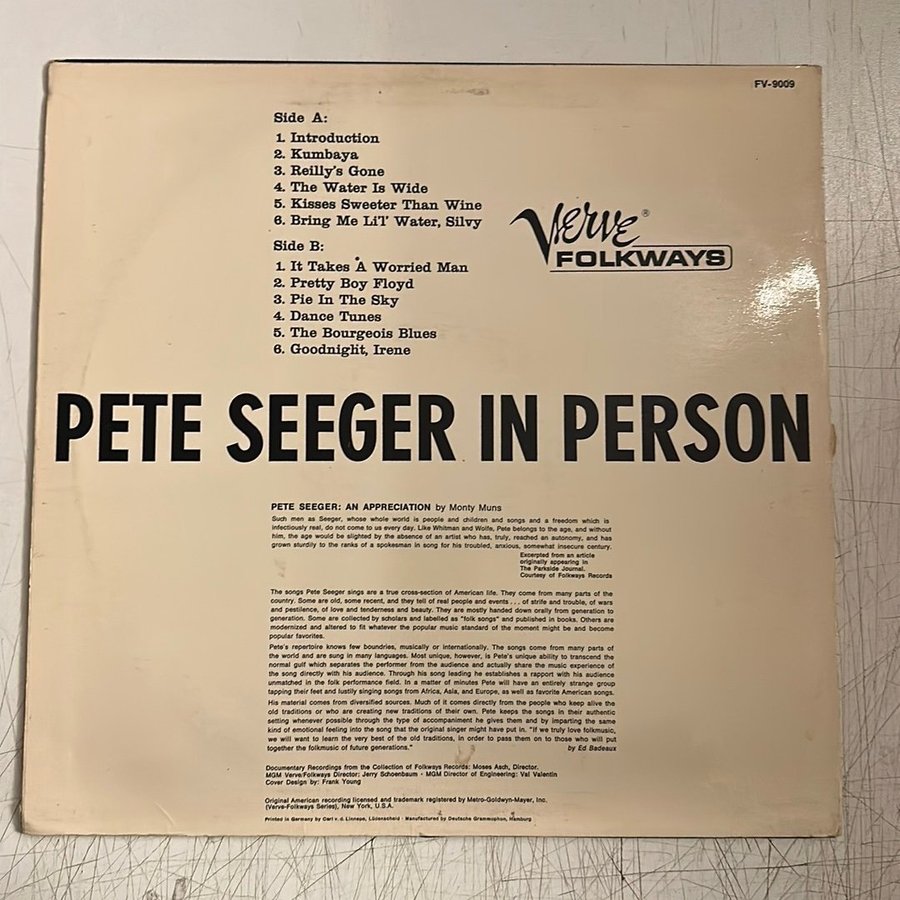 FV-9009
Side A:
1. Introduction
2. Kumbaya
3. Reilly's Gone
4. The Water Is Wide
5. Kisses Sweeter Than Wine
6. Bring Me Li'l' Water, Silvy
Verve®
FOLKWAYS
Side B:
1. It Takes A Worried Man
2. Pretty Boy Floyd
3. Pie In The Sky
4. Dance Tunes
5. The Bourgeois Blues
6. Goodnight, Irene
PETE SEEGER IN PERSON
PETE SEEGER: AN APPRECIATION by Monty Muns
Such men as Seeger, whose whole world is people and children and songs and a freedom which is
infectiously real, do not come to us every day. Like Whitman and Wolfe, Pete belongs to the age, and without
him, the age would be slighted by the absence of an artist who has, truly, reached an autonomy, and has
grown sturdily to the ranks of a spokesman in song for his troubled, anxious, somewhat insecure century.
Excerpted from an article
originally appearing in
The Parkside Journal.
Courtesy of Folkways Records
The songs Pete Seeger sings are a true cross-section of American life. They come from many parts of the
country. Some are old, some recent, and they tell of real people and events . . . of strife and trouble, of wars
and pestilence, of love and tenderness and beauty. They are mostly handed down orally from generation to
generation. Some are collected by scholars and labelled as "folk songs" and published in books. Others are
modernized and altered to fit whatever the popular music standard of the moment might be and become
popular favorites.
Pete's repertoire knows few boundries, musically or internationally. The songs come from many parts of
the world and are sung in many languages. Most unique, however, is Pete's unique ability to transcend the
normal gulf which separates the performer from the audience and actually share the music experience of
the song directly with his audience. Through his song leading he establishes a rapport with his audience
unmatched in the folk performance field. In a matter of minutes Pete will have an entirely strange group
tapping their feet and lustily singing songs from Africa, Asia, and Europe, as well as favorite American songs.
His material comes from diversified sources. Much of it comes directly from the people who keep alive the
old traditions or who are creating new traditions of their own. Pete keeps the songs in their authentic
setting whenever possible through the type of accompaniment he gives them and by imparting the same
kind of emotional feeling into the song that the original singer might have put in. "If we truly love folkmusic,
we will want to learn the very best of the old traditions, in order to pass them on to those who will put
together the folkmusic of future generations."
by Ed Badeaux
Documentary Recordings from the Collection of Folkways Records: Moses Asch, Director.
MGM Verve/Folkways Director: Jerry Schoenbaum · MGM Director of Engineering: Val Valentin
Cover Design by: Frank Young
Original American recording licensed and trademark registered by Metro-Goldwyn-Mayer, Inc.
(Verve-Folkways Series), New York, U.S.A.
Printed in Germany by Carl v. d. Linnepe, Lüdenscheid · Manufactured by Deutsche Grammophon, Hamburg